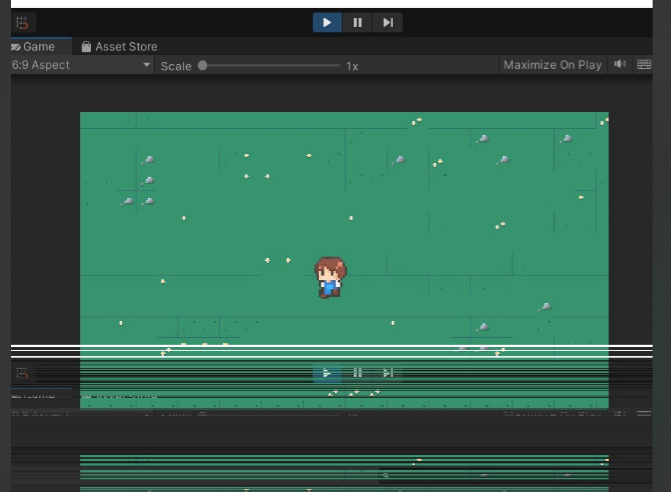 Game Asset Store
6:9 Aspect Scale 1x Maximize On Play